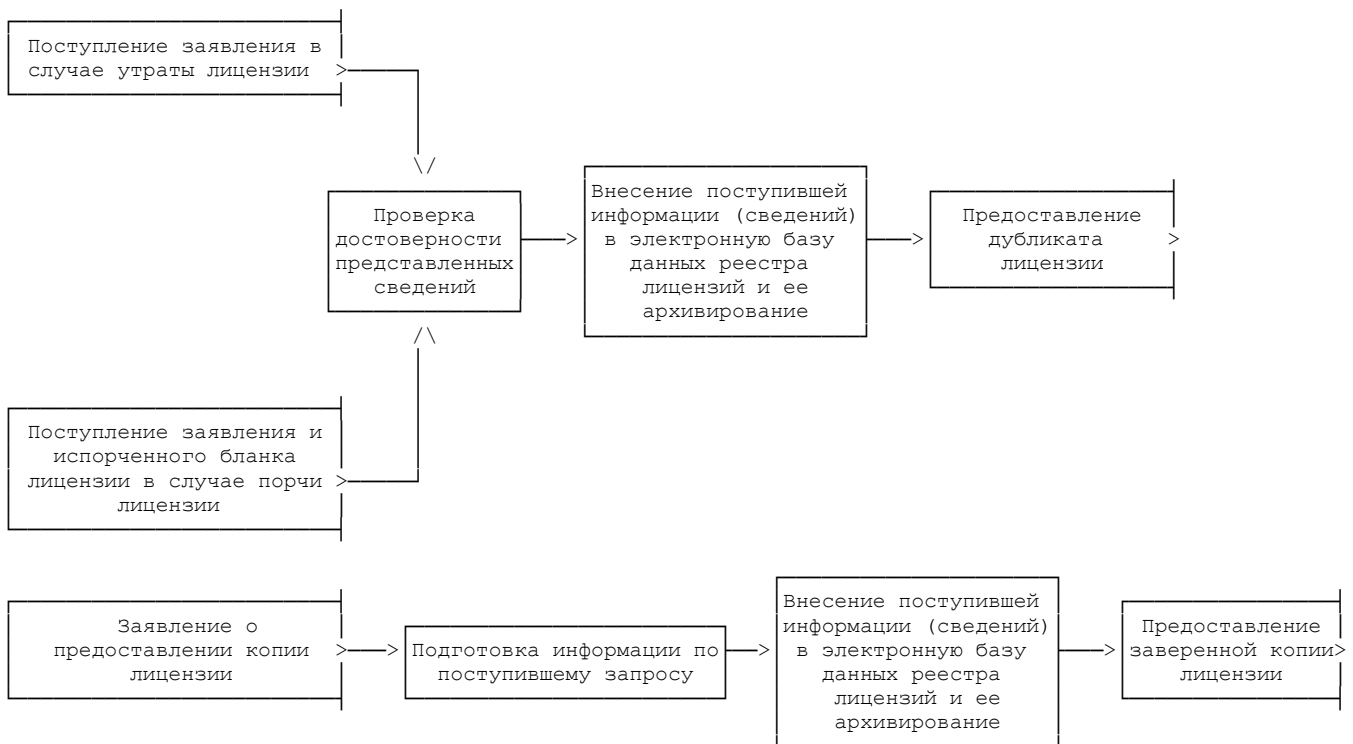 Поступление заявления в
случае утраты лицензии
Проверка
достоверности
представленных
сведений
Внесение поступившей
информации (сведений)
в электронную базу
данных реестра
лицензий и ее
архивирование
Предоставление
дубликата
лицензии
Поступление заявления и
испорченного бланка
лицензии в случае порчи
лицензии
Заявление о
предоставлении копии
лицензии
Подготовка информации по
поступившему запросу
Внесение поступившей
информации (сведений)
в электронную базу
данных реестра
лицензий и ее
архивирование
Предоставление
заверенной копии
лицензии